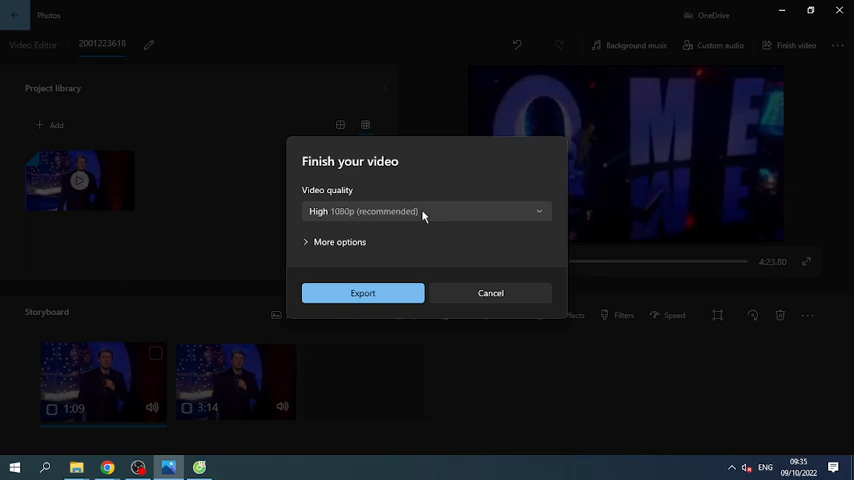 Photos
OneDrive
Video Editor
2001223618
Background music
Custom audio
Finish video
Project library
Add
OME
Finish your video
Video quality
High 1080p (recommended)
More options
4:23.80
Export
Cancel
Storyboard
Filters
Speed
1:09
3:14
ENG
09:35
09/10/2022